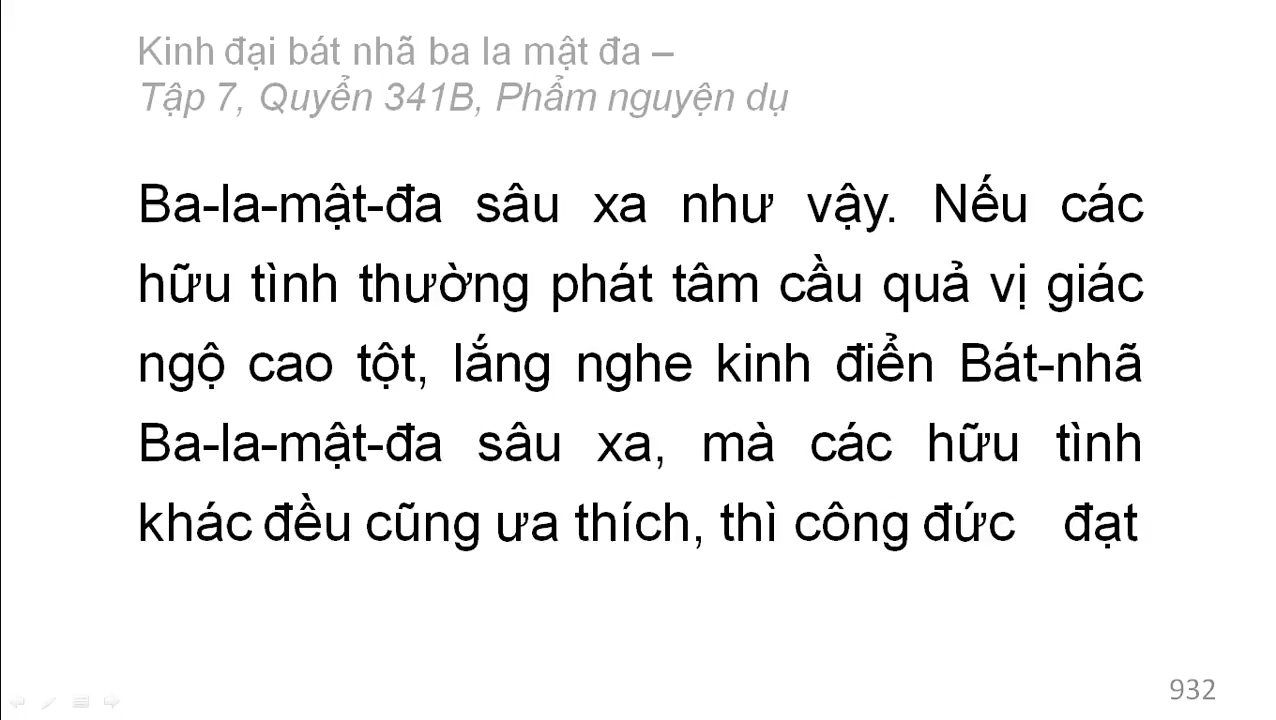 Kinh đại bát nhã ba la mật đa –
Tập 7, Quyển 341B, Phẩm nguyện dụ
Ba-la-mật-đa sâu xa như vậy. Nếu các
hữu tình thường phát tâm cầu quả vị giác
ngộ cao tột, lắng nghe kinh điển Bát-nhã
Ba-la-mật-đa sâu xa, mà các hữu tình
khác đều cũng ưa thích, thì công đức đạt
932